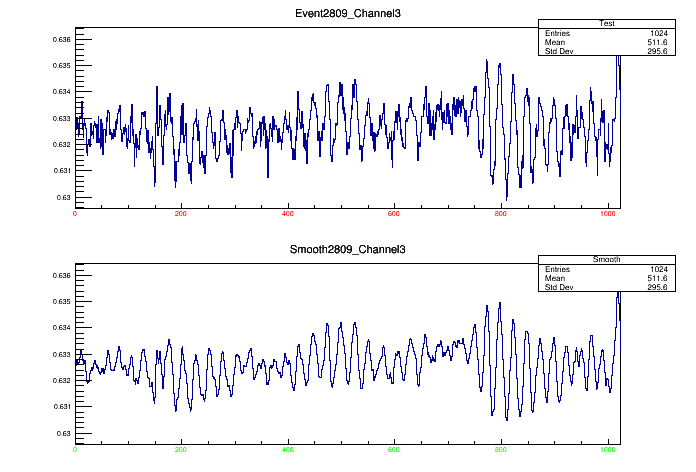 Event2809_Channel3
Test
Entries 1024
Mean 511.6
Std Dev 295.6
0.636
0.635
0.634
0.633
0.632
0.631
0.63
0 200 400 600 800 1000
Smooth2809_Channel3
Smooth
Entries 1024
Mean 511.6
Std Dev 295.6
0.636
0.635
0.634
0.633
0.632
0.631
0.63
0 200 400 600 800 1000